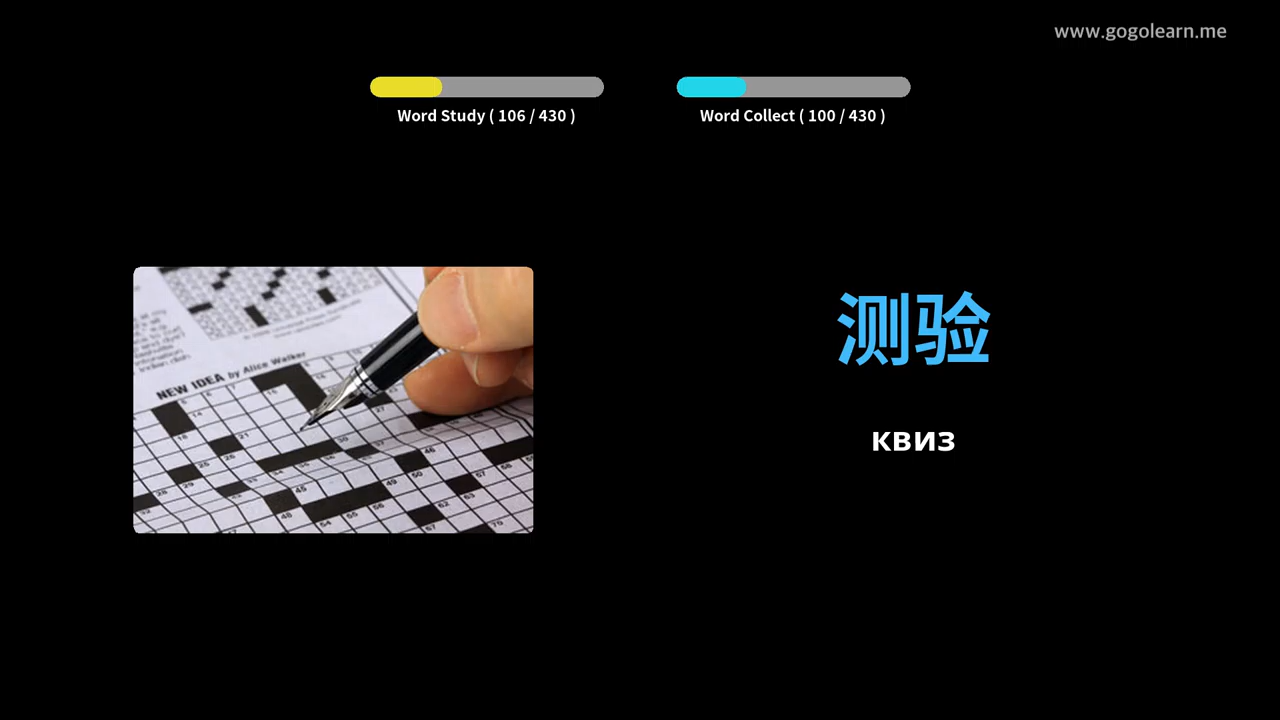 www.gogolearn.me
Word Study ( 106 / 430 )
Word Collect ( 100 / 430 )
测验
квиз
NEW IDEA by Alice Walker